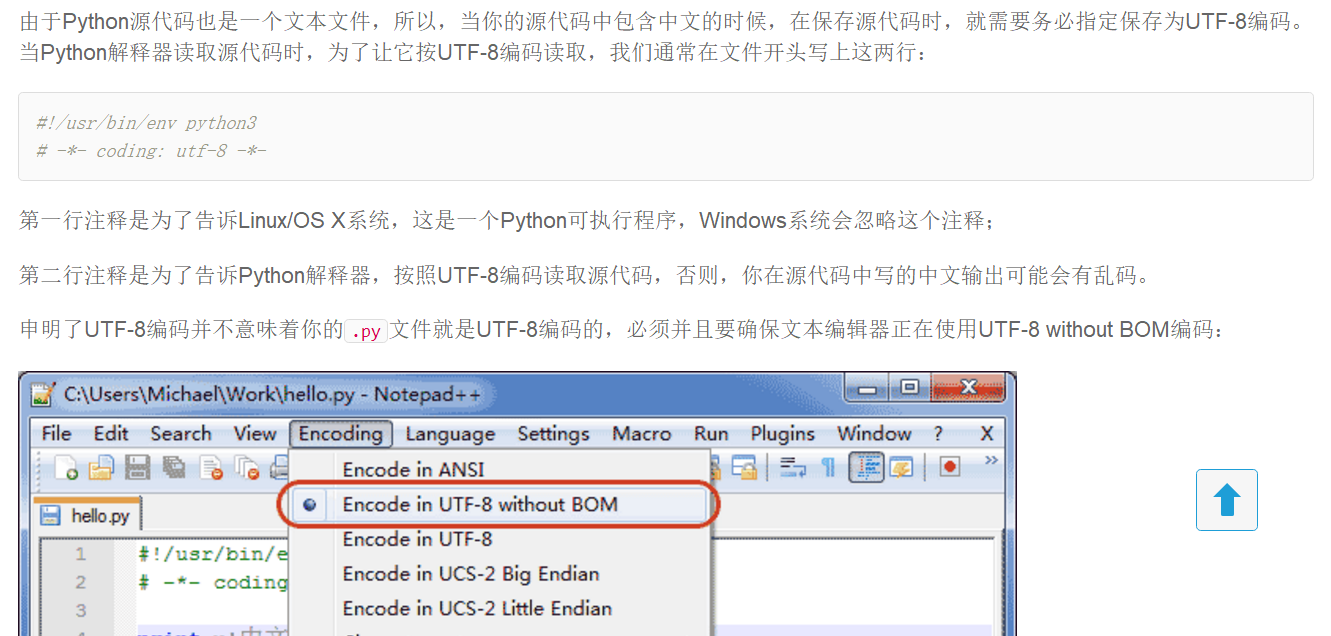 由于Python源代码也是一个文本文件，所以，当你的源代码中包含中文的时候，在保存源代码时，就需要务必指定保存为UTF-8编码。
当Python解释器读取源代码时，为了让它按UTF-8编码读取，我们通常在文件开头写上这两行：
#!/usr/bin/env python3
# -*- coding: utf-8 -*-
第一行注释是为了告诉Linux/OS X系统，这是一个Python可执行程序，Windows系统会忽略这个注释；
第二行注释是为了告诉Python解释器，按照UTF-8编码读取源代码，否则，你在源代码中写的中文输出可能会有乱码。
申明了UTF-8编码并不意味着你的.py文件就是UTF-8编码的，必须并且要确保文本编辑器正在使用UTF-8 without BOM编码：
C:\Users\Michael\Work\hello.py - Notepad++
File Edit Search View Encoding Language Settings Macro Run Plugins Window ? X
Encode in ANSI
Encode in UTF-8 without BOM
hello.py
Encode in UTF-8
1 #!/usr/bin/e
Encode in UCS-2 Big Endian
2 # -*- coding
Encode in UCS-2 Little Endian
3